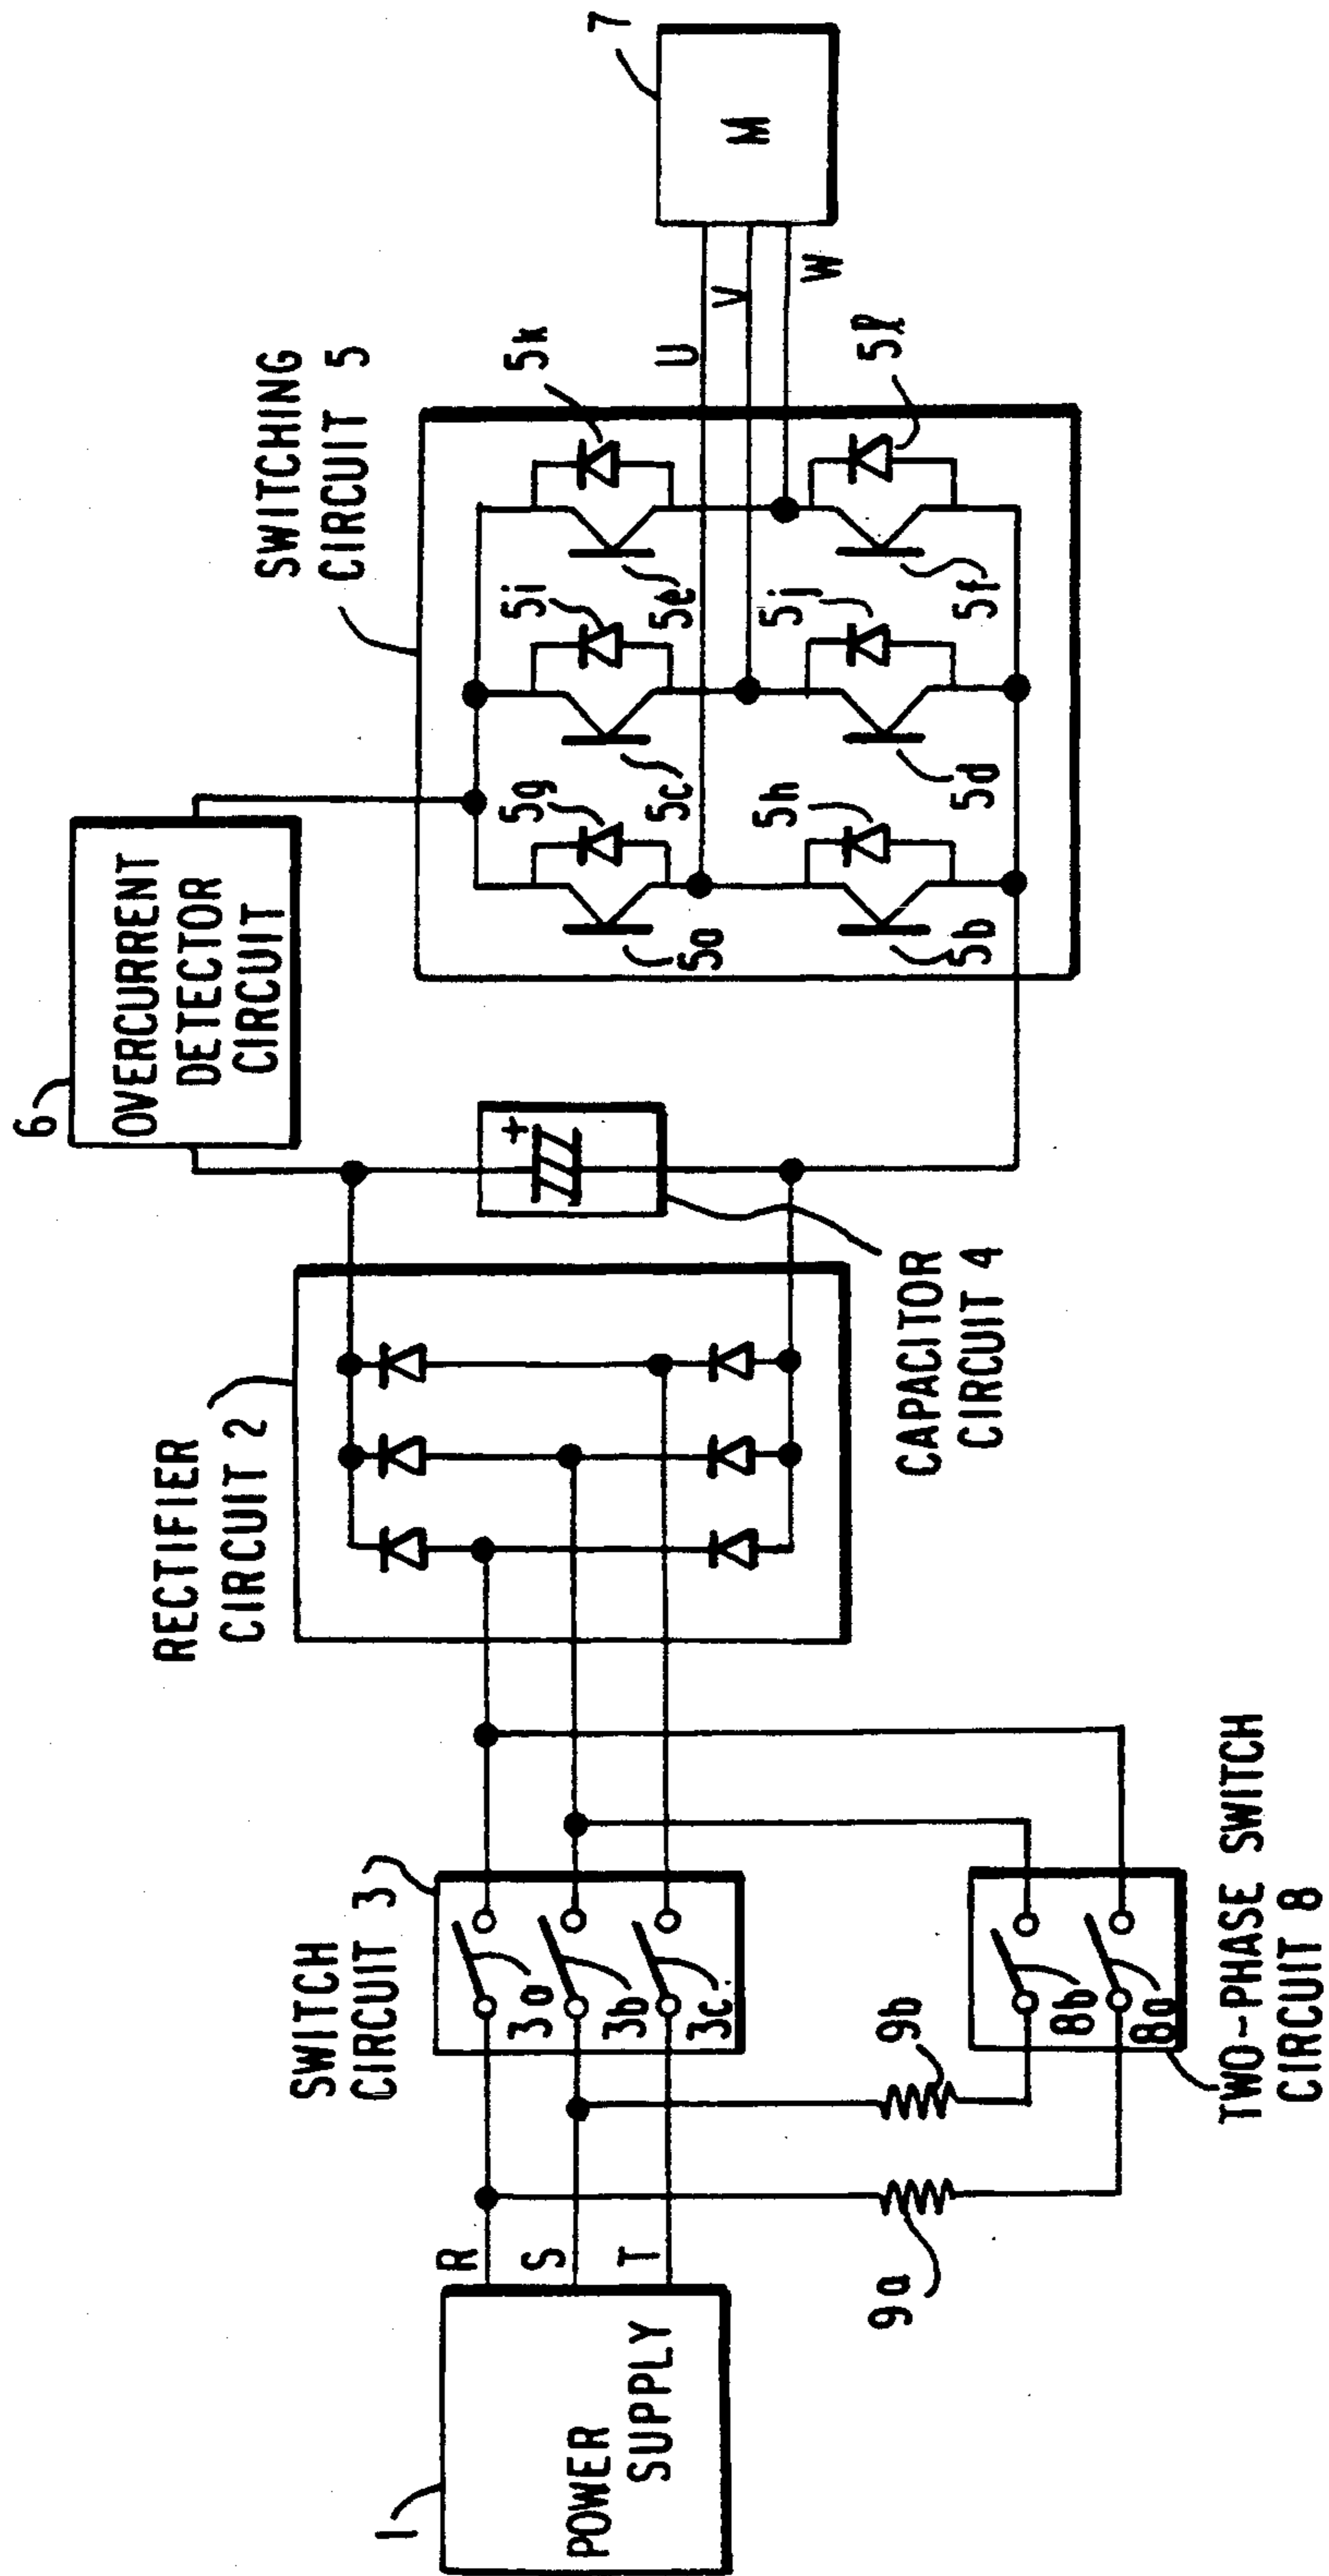 1
POWER
SUPPLY
R
S
T
SWITCH
CIRCUIT 3
3a
3b
3c
9a
9b
8b
8a
TWO-PHASE SWITCH
CIRCUIT 8
RECTIFIER
CIRCUIT 2
+
CAPACITOR
CIRCUIT 4
6
OVERCURRENT
DETECTOR
CIRCUIT
SWITCHING
CIRCUIT 5
5g
5i
5k
5a
5c
5e
5h
5j
5l
5b
5d
5f
U
V
W
7
M